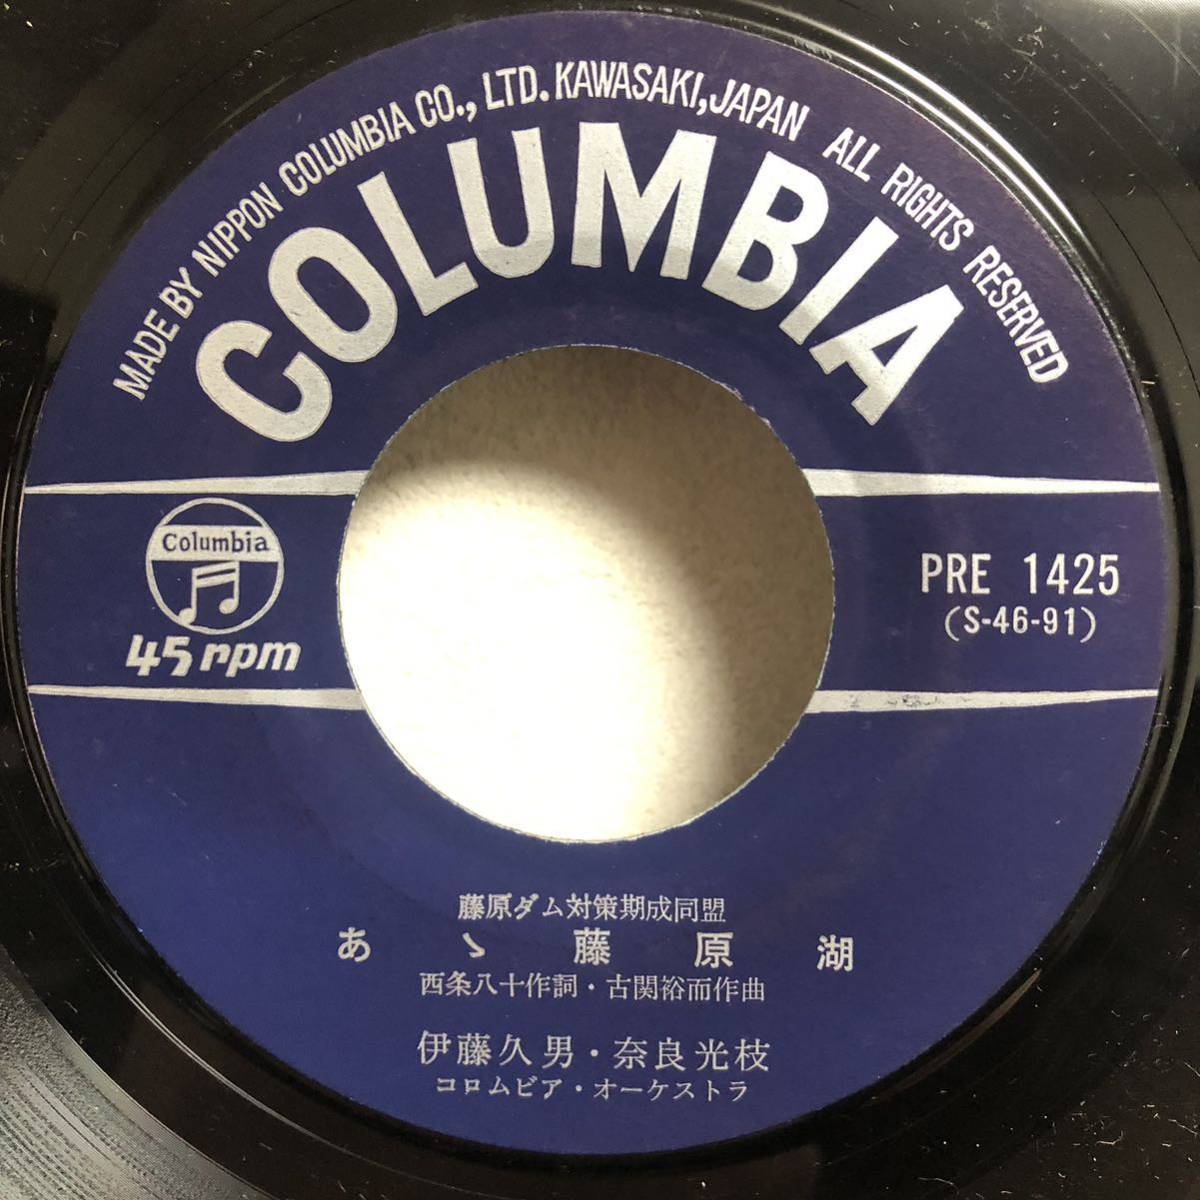 MADE BY NIPPON COLUMBIA CO., LTD. KAWASAKI, JAPAN ALL RIGHTS RESERVED
COLUMBIA
Columbia
45 rpm
PRE 1425
(S-46-91)
藤原ダム対策期成同盟
あゝ藤原湖
西条八十作詞・古関裕而作曲
伊藤久男・奈良光枝
コロムビア・オーケストラ